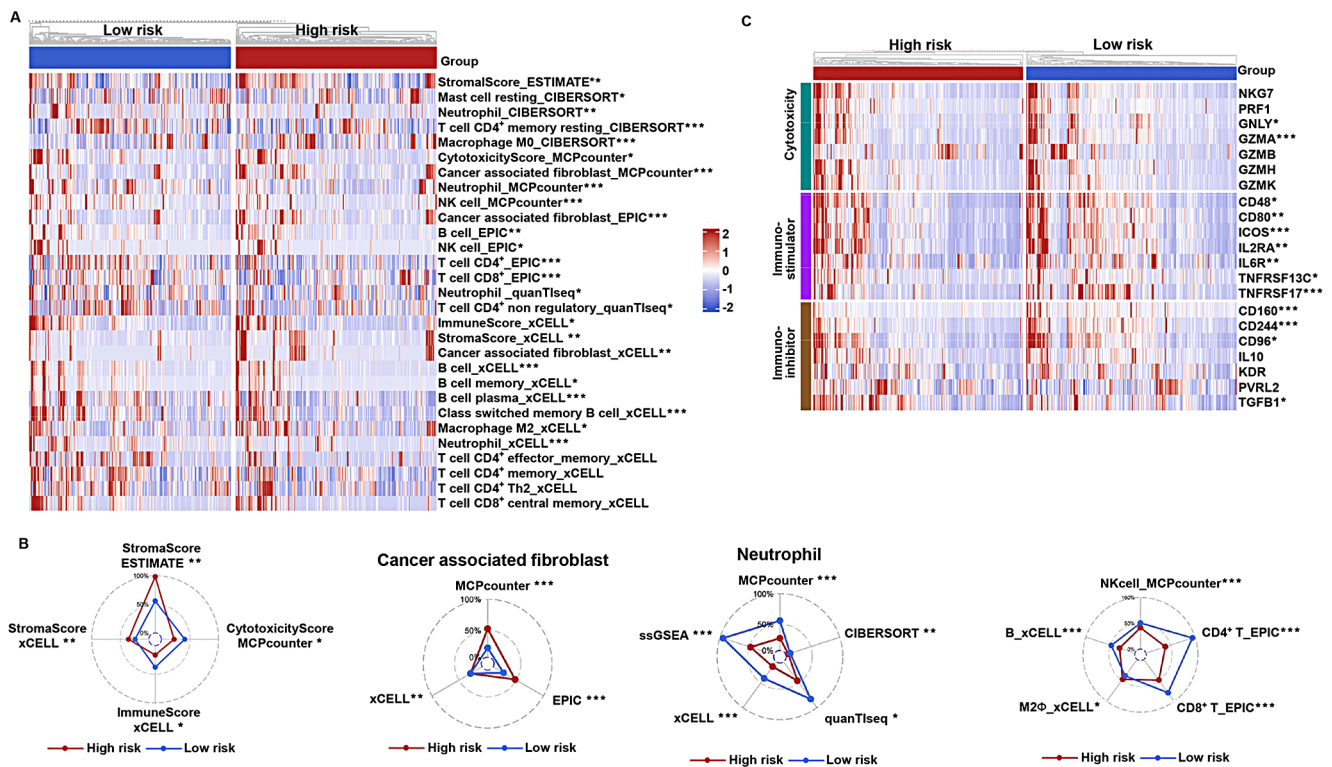 A
Low risk
High risk
Group
StromalScore_ESTIMATE**
Mast cell resting_CIBERSORT*
Neutrophil_CIBERSORT**
T cell CD4+ memory resting_CIBERSORT***
Macrophage M0_CIBERSORT***
CytotoxicityScore_MCPcounter*
Cancer associated fibroblast_MCPcounter***
Neutrophil_MCPcounter***
NK cell_MCPcounter***
Cancer associated fibroblast_EPIC***
B cell_EPIC**
NK cell_EPIC*
T cell CD4+_EPIC***
T cell CD8+_EPIC***
Neutrophil_quanTIseq*
T cell CD4+ non regulatory_quanTIseq*
ImmuneScore_xCELL*
StromaScore_xCELL **
Cancer associated fibroblast_xCELL**
B cell_xCELL***
B cell memory_xCELL*
B cell plasma_xCELL***
Class switched memory B cell_xCELL***
Macrophage M2_xCELL*
Neutrophil_xCELL***
T cell CD4+ effector_memory_xCELL
T cell CD4+ memory_xCELL
T cell CD4+ Th2_xCELL
T cell CD8+ central memory_xCELL
2
1
0
-1
-2
C
High risk
Low risk
Group
Cytotoxicity
NKG7
PRF1
GNLY*
GZMA***
GZMB
GZMH
GZMK
Immuno-
stimulator
CD48*
CD80**
ICOS***
IL2RA**
IL6R**
TNFRSF13C*
TNFRSF17***
Immuno-
inhibitor
CD160***
CD244***
CD96*
IL10
KDR
PVRL2
TGFB1*
B
StromaScore
ESTIMATE **
100%
50%
0%
StromaScore
xCELL **
CytotoxicityScore
MCPcounter *
ImmuneScore
xCELL *
High risk
Low risk
Cancer associated fibroblast
MCPcounter ***
100%
50%
0%
xCELL**
EPIC ***
High risk
Low risk
Neutrophil
MCPcounter ***
100%
50%
0%
ssGSEA ***
CIBERSORT **
xCELL ***
quanTIseq *
High risk
Low risk
NKcell_MCPcounter***
100%
50%
0%
B_xCELL***
CD4+ T_EPIC***
M2Φ_xCELL*
CD8+ T_EPIC***
High risk
Low risk